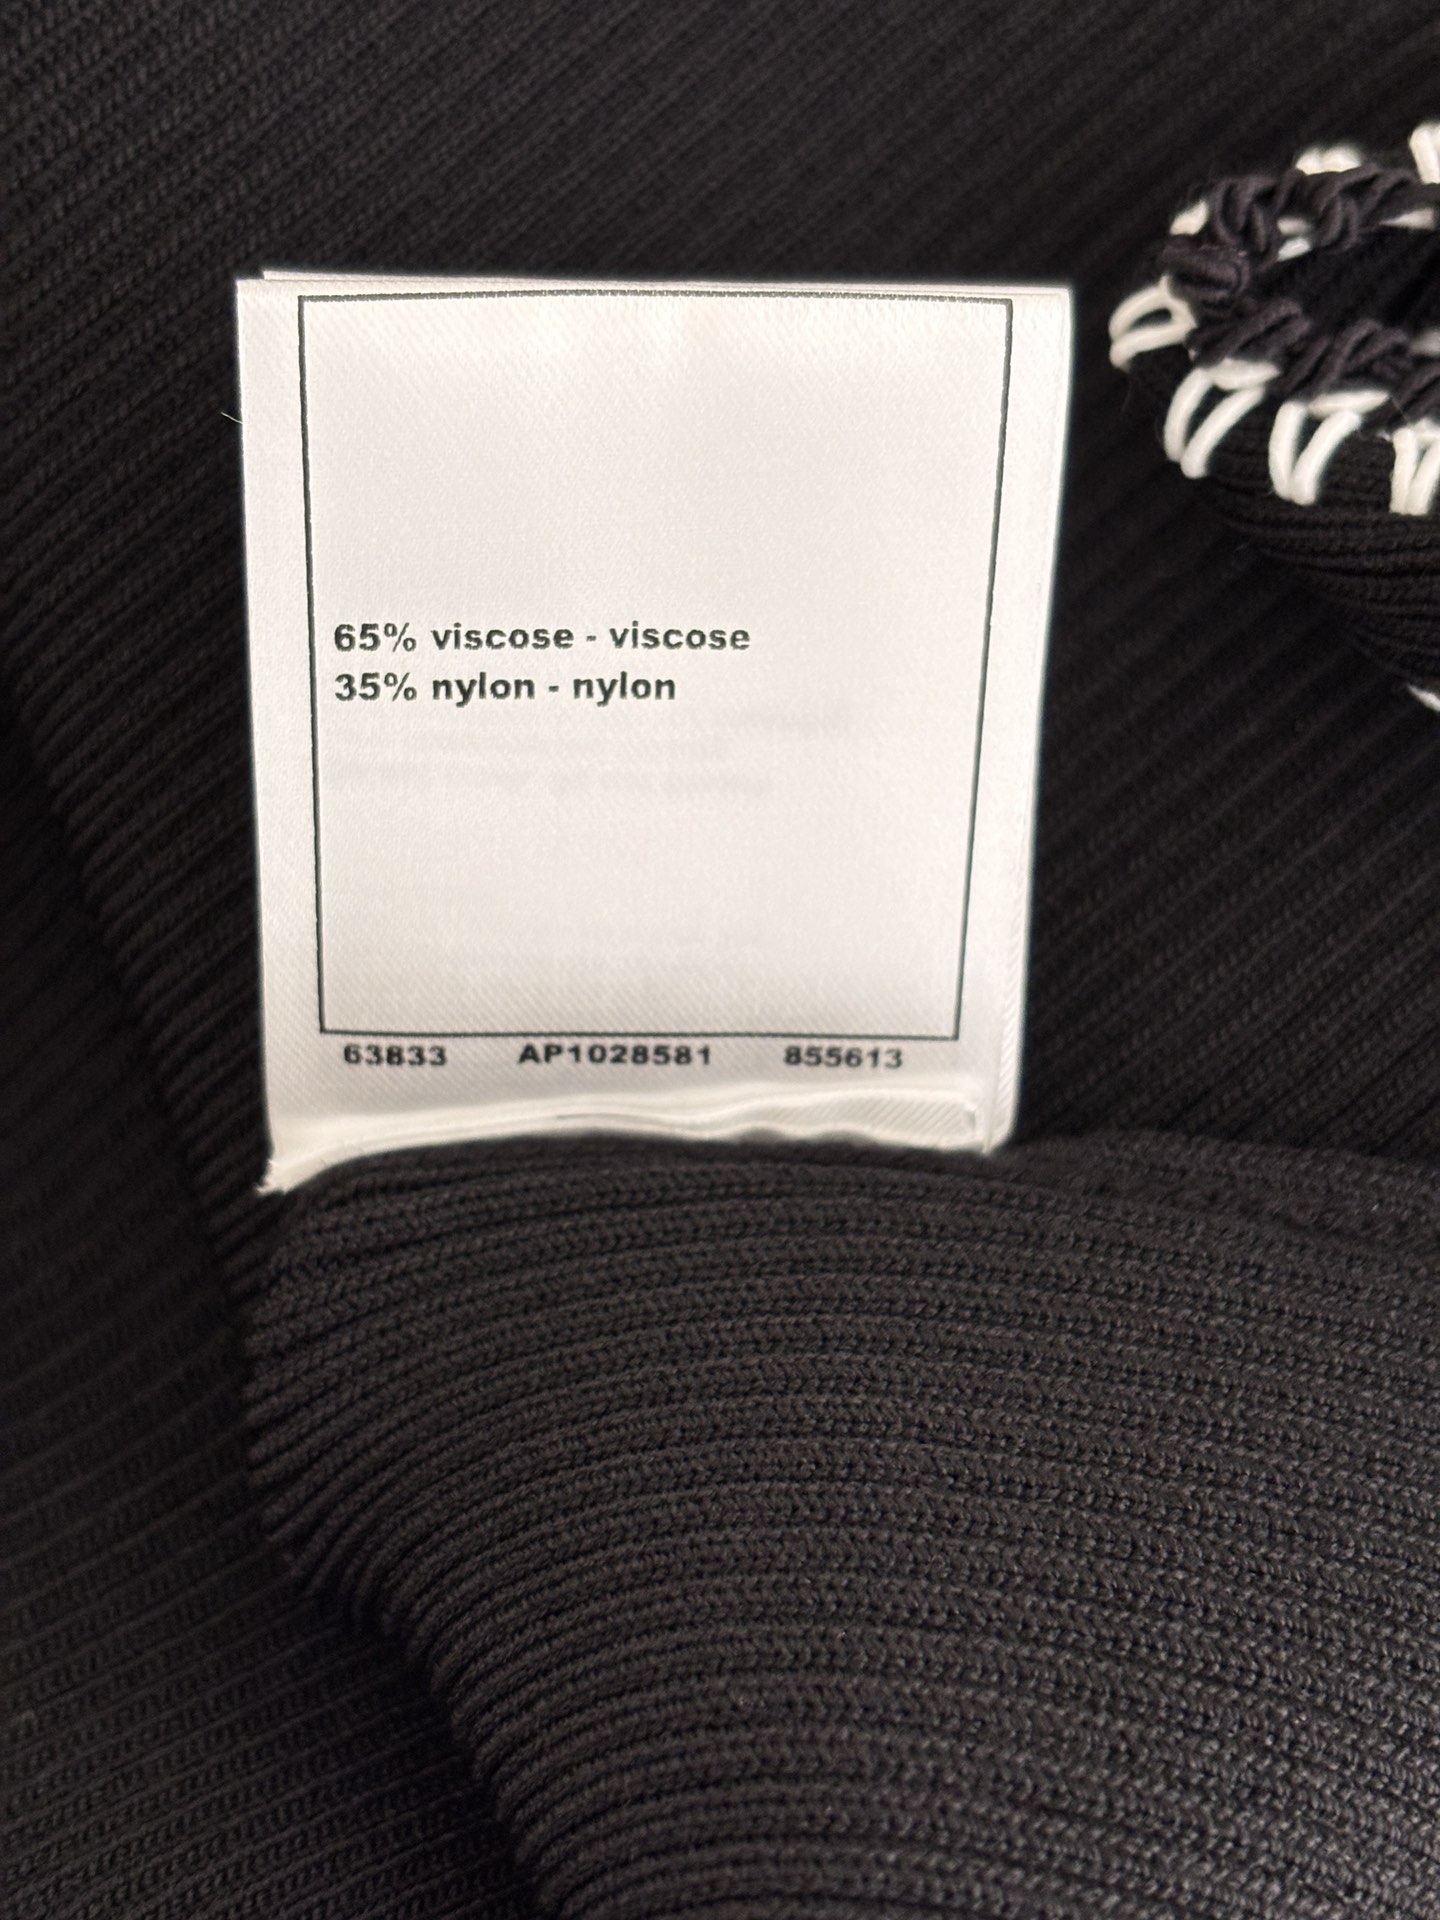 65% viscose - viscose
35% nylon - nylon
63833 AP1028581 855613